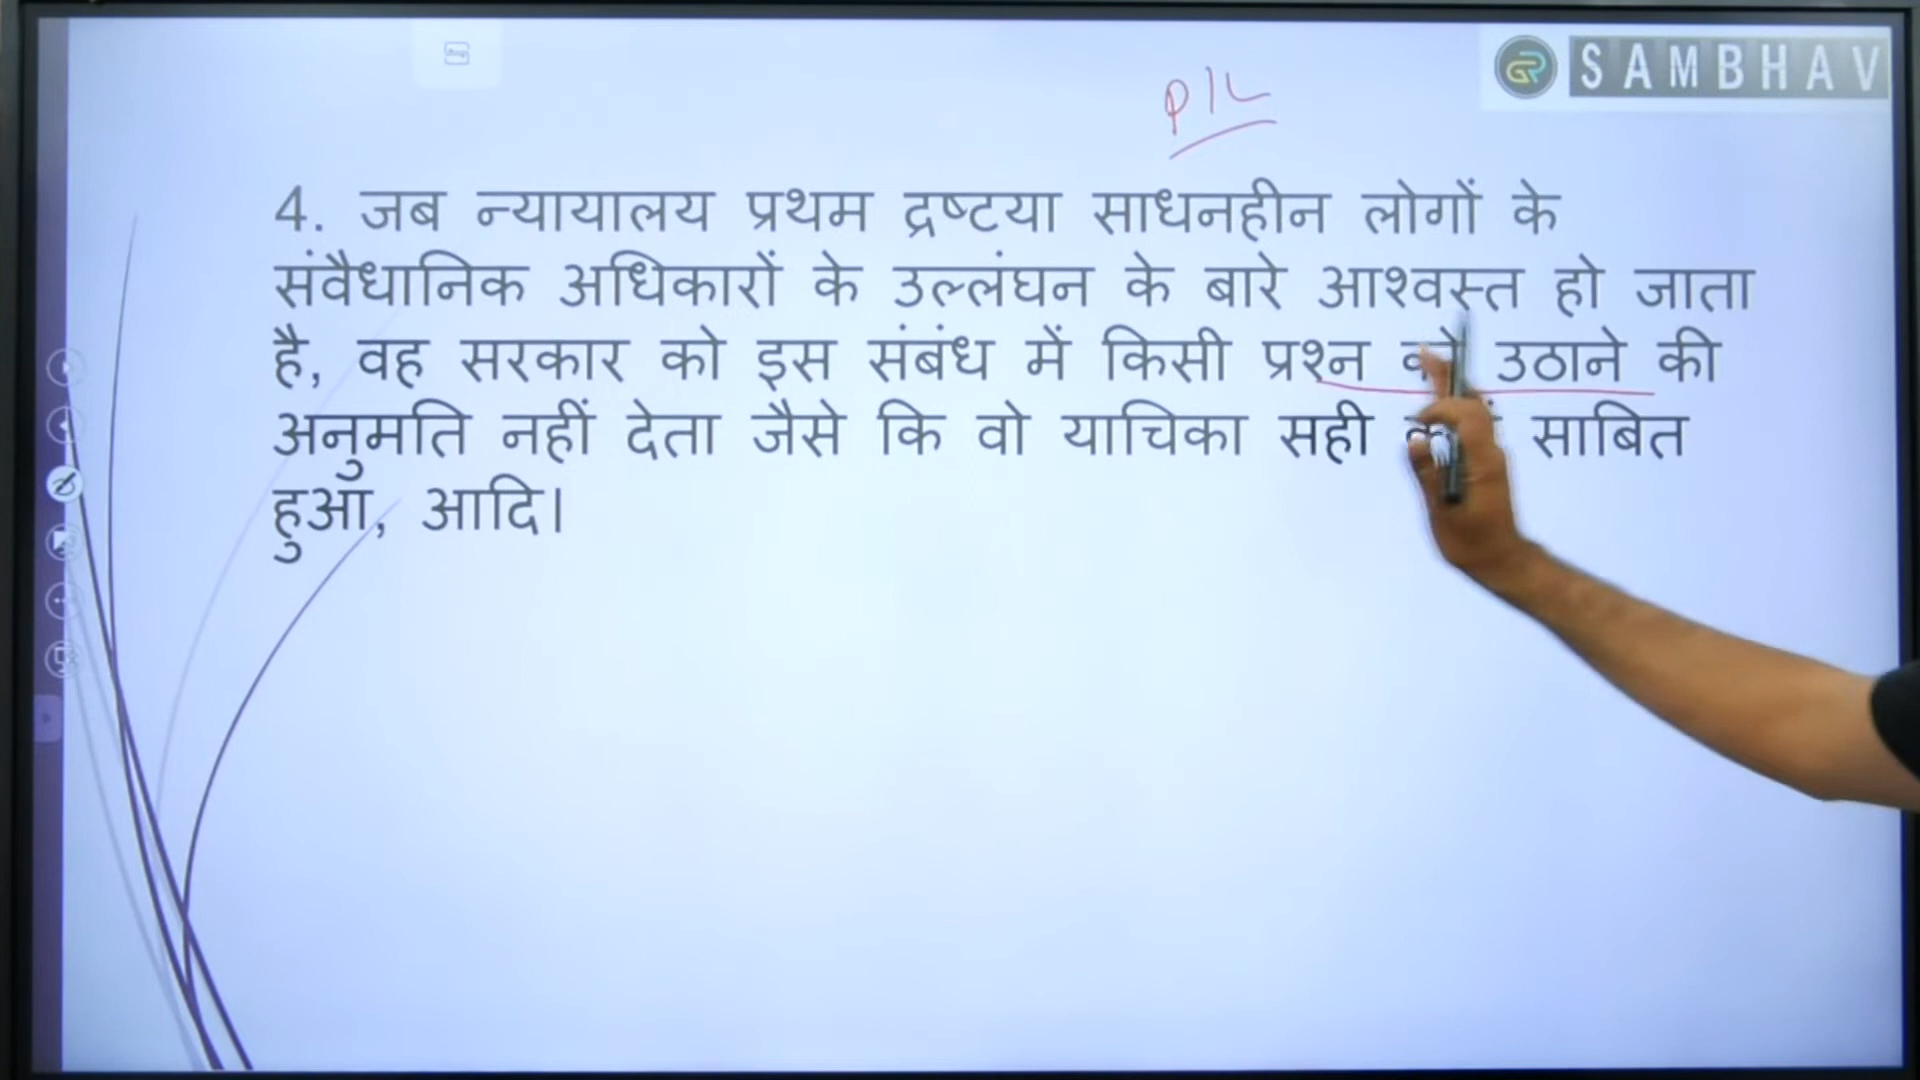 PIL
SAMBHAV
4. जब न्यायालय प्रथम द्रष्टया साधनहीन लोगों के
संवैधानिक अधिकारों के उल्लंघन के बारे आश्वस्त हो जाता
है, वह सरकार को इस संबंध में किसी प्रश्न को उठाने की
अनुमति नहीं देता जैसे कि वो याचिका सही साबित
हुआ, आदि।